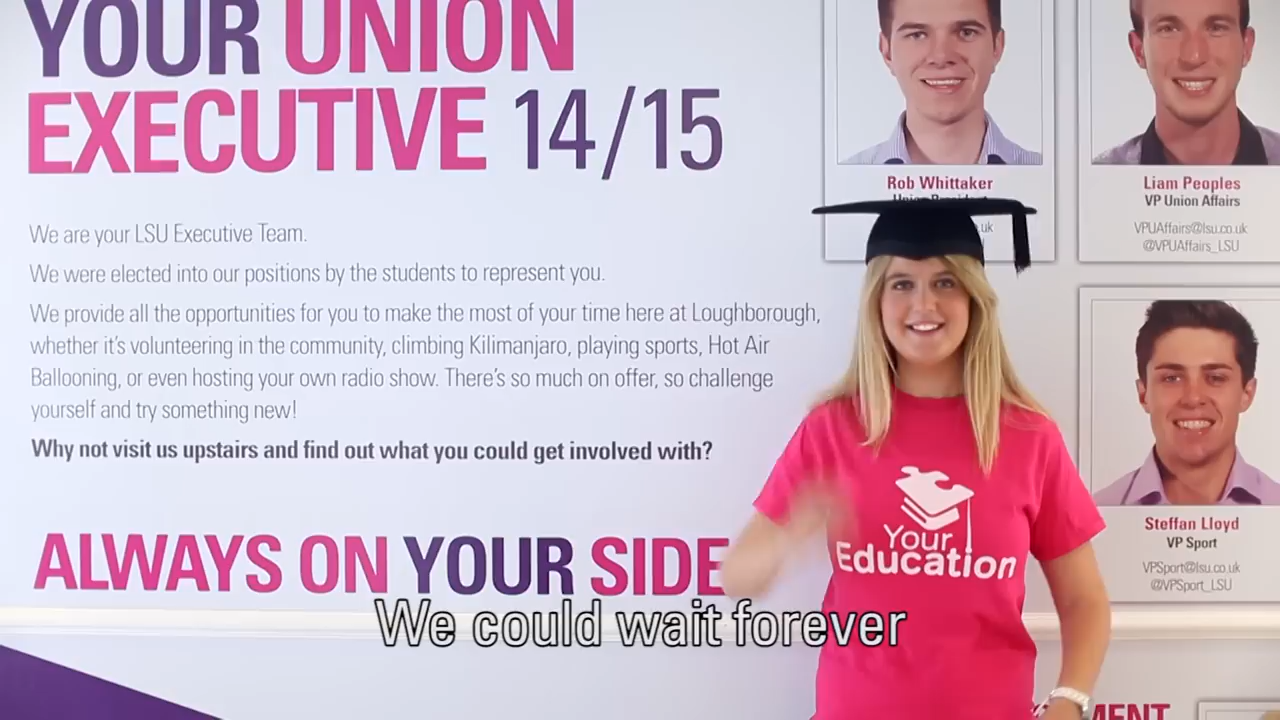 YOUR UNION
EXECUTIVE 14/15
We are your LSU Executive Team.
We were elected into our positions by the students to represent you.
We provide all the opportunities for you to make the most of your time here at Loughborough,
whether it's volunteering in the community, climbing Kilimanjaro, playing sports, Hot Air
Ballooning, or even hosting your own radio show. There's so much on offer, so challenge
yourself and try something new!
Why not visit us upstairs and find out what you could get involved with?
ALWAYS ON YOUR SIDE
Rob Whittaker
Union President
.uk
Liam Peoples
VP Union Affairs
VPUAffairs@lsu.co.uk
@VPUAffairs_LSU
Steffan Lloyd
VP Sport
VPSport@lsu.co.uk
@VPSport_LSU
Your
Education
We could wait forever